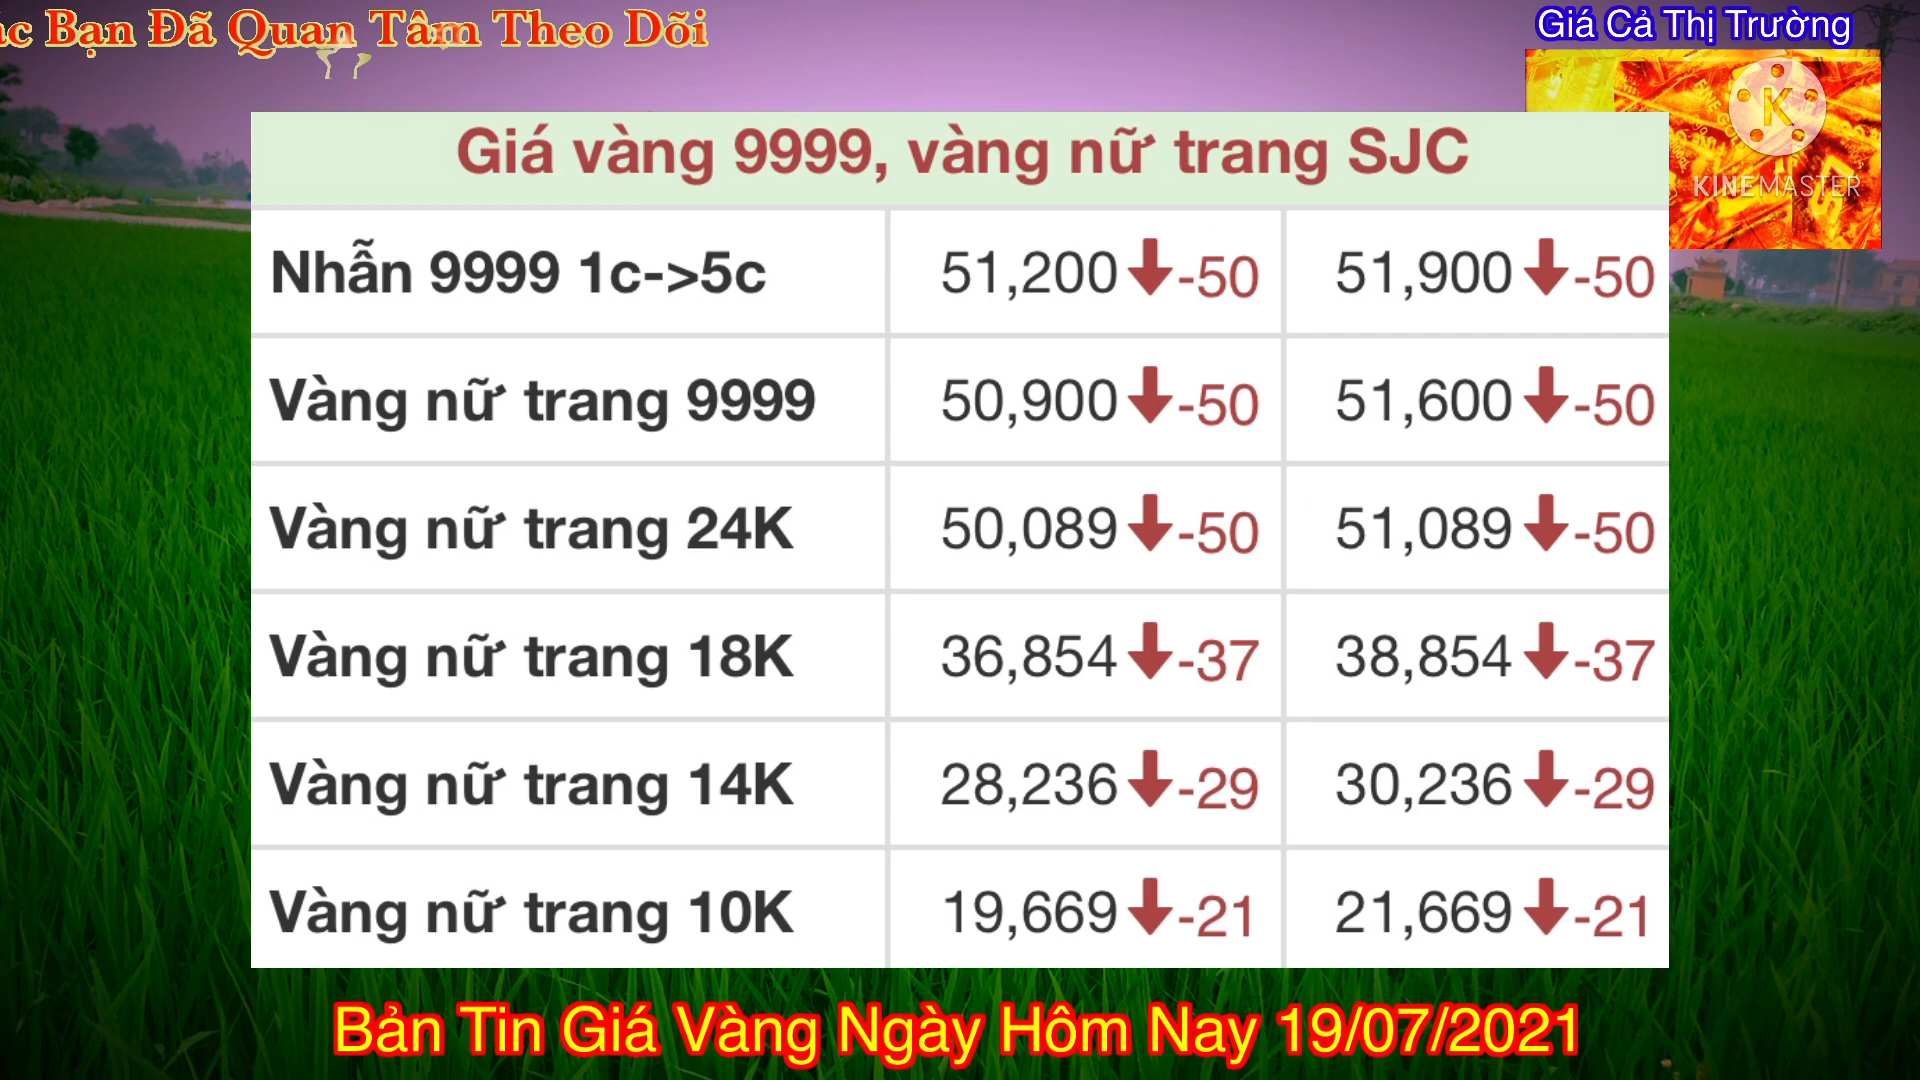 Bạn Đã Quan Tâm Theo Dõi
Giá Cả Thị Trường
KINEMASTER
Giá vàng 9999, vàng nữ trang SJC
Nhẫn 9999 1c->5c 51,200 -50 51,900 -50
Vàng nữ trang 9999 50,900 -50 51,600 -50
Vàng nữ trang 24K 50,089 -50 51,089 -50
Vàng nữ trang 18K 36,854 -37 38,854 -37
Vàng nữ trang 14K 28,236 -29 30,236 -29
Vàng nữ trang 10K 19,669 -21 21,669 -21
Bản Tin Giá Vàng Ngày Hôm Nay 19/07/2021